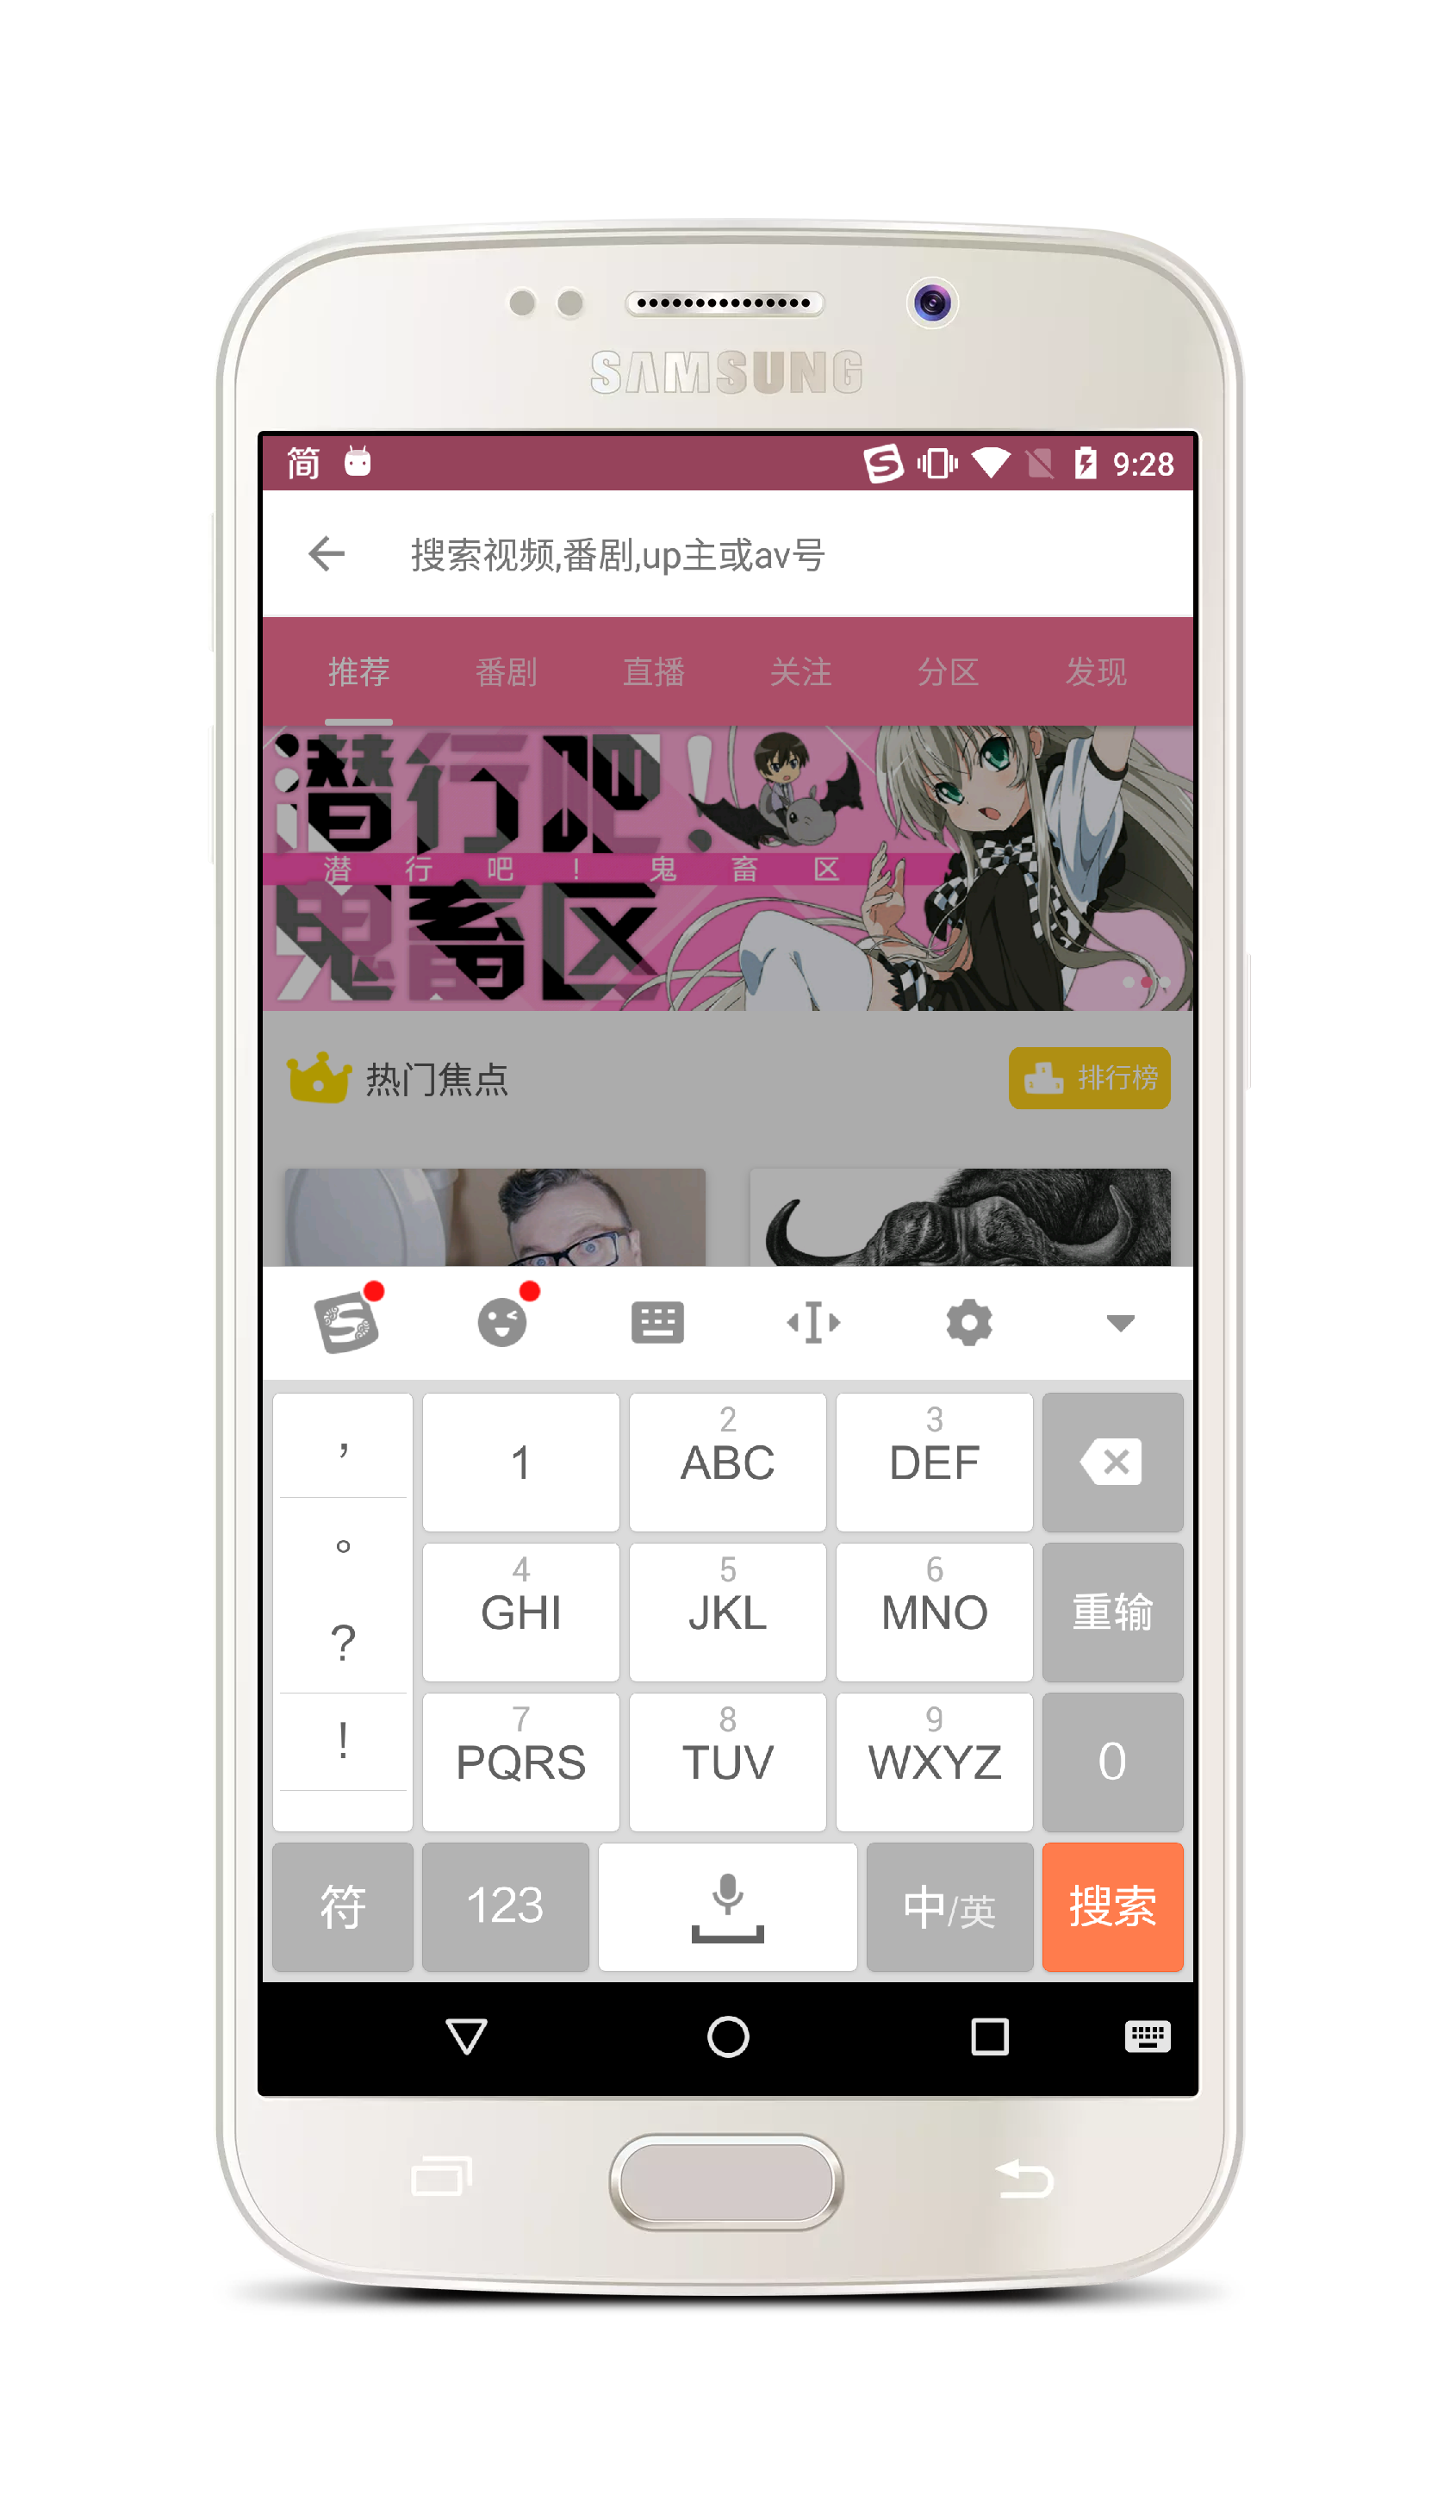 SAMSUNG
简 9:28
搜索视频,番剧,up主或av号
推荐 番剧 直播 关注 分区 发现
潜行吧!
潜行吧!鬼畜区
鬼畜区
热门焦点 排行榜
, 1 2 ABC 3 DEF
。 4 GHI 5 JKL 6 MNO 重输
?
! 7 PQRS 8 TUV 9 WXYZ 0
符 123 中/英 搜索